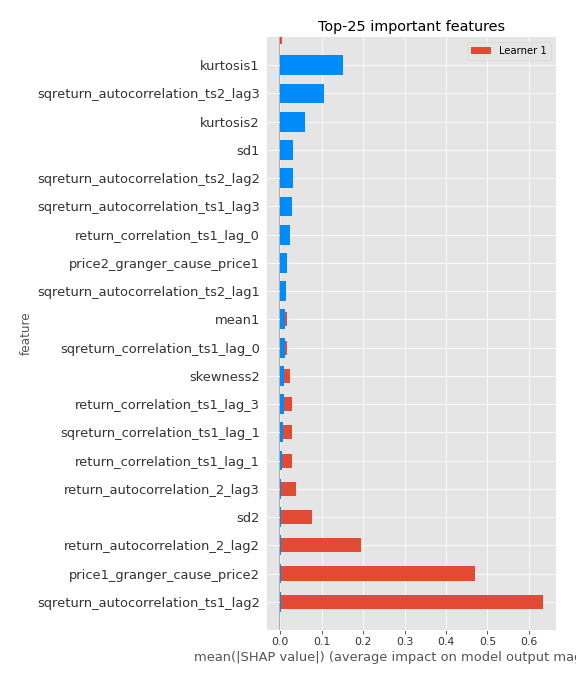 Top-25 important features
Learner 1
kurtosis1
sqreturn_autocorrelation_ts2_lag3
kurtosis2
sd1
sqreturn_autocorrelation_ts2_lag2
sqreturn_autocorrelation_ts1_lag3
return_correlation_ts1_lag_0
price2_granger_cause_price1
sqreturn_autocorrelation_ts2_lag1
mean1
sqreturn_correlation_ts1_lag_0
skewness2
return_correlation_ts1_lag_3
sqreturn_correlation_ts1_lag_1
return_correlation_ts1_lag_1
return_autocorrelation_2_lag3
sd2
return_autocorrelation_2_lag2
price1_granger_cause_price2
sqreturn_autocorrelation_ts1_lag2
feature
0.0 0.1 0.2 0.3 0.4 0.5 0.6
mean(|SHAP value|) (average impact on model output mag